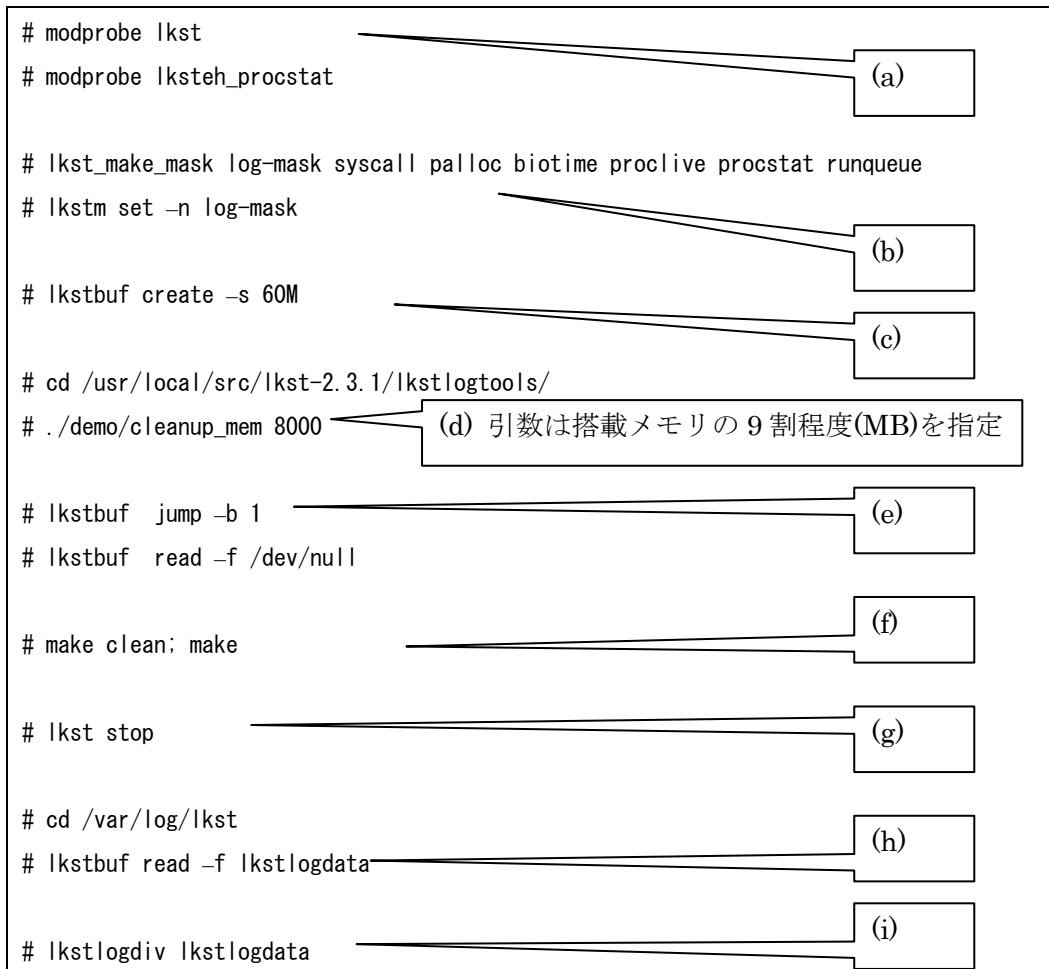 # modprobe lkst
(a)
# modprobe lksteh_procstat
# lkst_make_mask log-mask syscall palloc biotime proclive procstat runqueue
# lkstm set –n log-mask
(b)
# lkstbuf create –s 60M
(c)
# cd /usr/local/src/lkst-2.3.1/lkstlogtools/
# ./demo/cleanup_mem 8000
(d) 引数は搭載メモリの 9 割程度(MB)を指定
# lkstbuf  jump –b 1
(e)
# lkstbuf  read –f /dev/null
# make clean; make
(f)
# lkst stop
(g)
# cd /var/log/lkst
# lkstbuf read –f lkstlogdata
(h)
# lkstlogdiv lkstlogdata
(i)